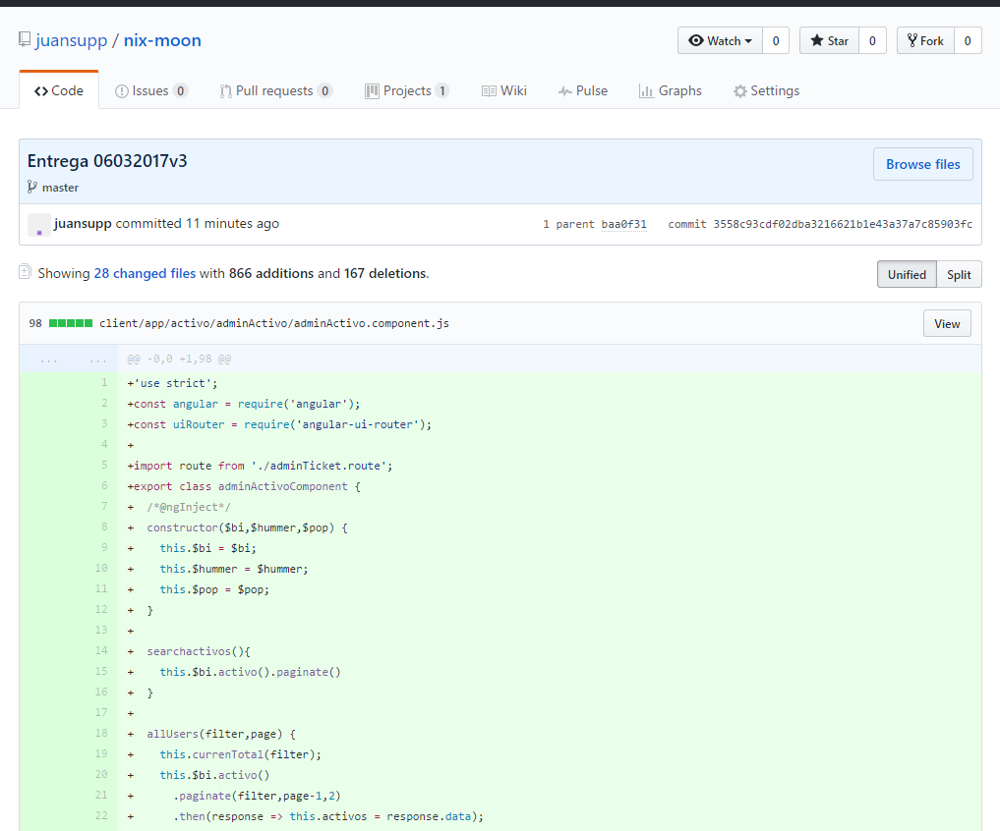 juansupp / nix-moon
Watch 0 Star 0 Fork 0
Code Issues 0 Pull requests 0 Projects 1 Wiki Pulse Graphs Settings
Entrega 06032017v3
Browse files
master
juansupp committed 11 minutes ago 1 parent baa0f31 commit 3558c93cdf02dba3216621b1e43a37a7c85903fc
Showing 28 changed files with 866 additions and 167 deletions. Unified Split
98 client/app/activo/adminActivo/adminActivo.component.js View
... ... @@ -0,0 +1,98 @@
1 +'use strict';
2 +const angular = require('angular');
3 +const uiRouter = require('angular-ui-router');
4 +
5 +import route from './adminTicket.route';
6 +export class adminActivoComponent {
7 + /*@ngInject*/
8 + constructor($bi,$hummer,$pop) {
9 + this.$bi = $bi;
10 + this.$hummer = $hummer;
11 + this.$pop = $pop;
12 + }
13 +
14 + searchactivos(){
15 + this.$bi.activo().paginate()
16 + }
17 +
18 + allUsers(filter,page) {
19 + this.currenTotal(filter);
20 + this.$bi.activo()
21 + .paginate(filter,page-1,2)
22 + .then(response => this.activos = response.data);